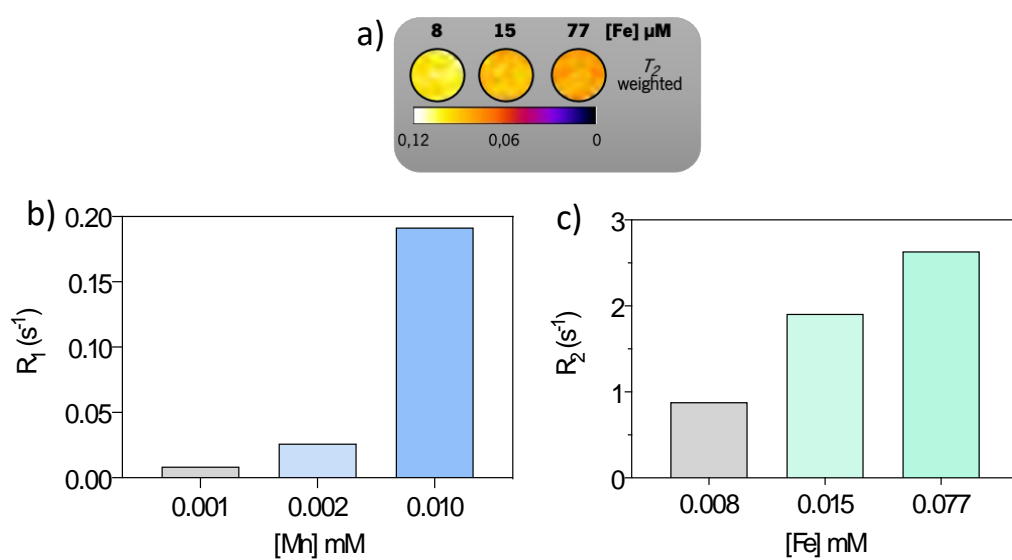 a)
8 15 77 [Fe] µM
T2
weighted
0,12 0,06 0
b)
0.20
0.15
0.10
0.05
0.00
R1 (s-1)
0.001 0.002 0.010
[Mn] mM
c)
3
2
1
0
R2 (s-1)
0.008 0.015 0.077
[Fe] mM